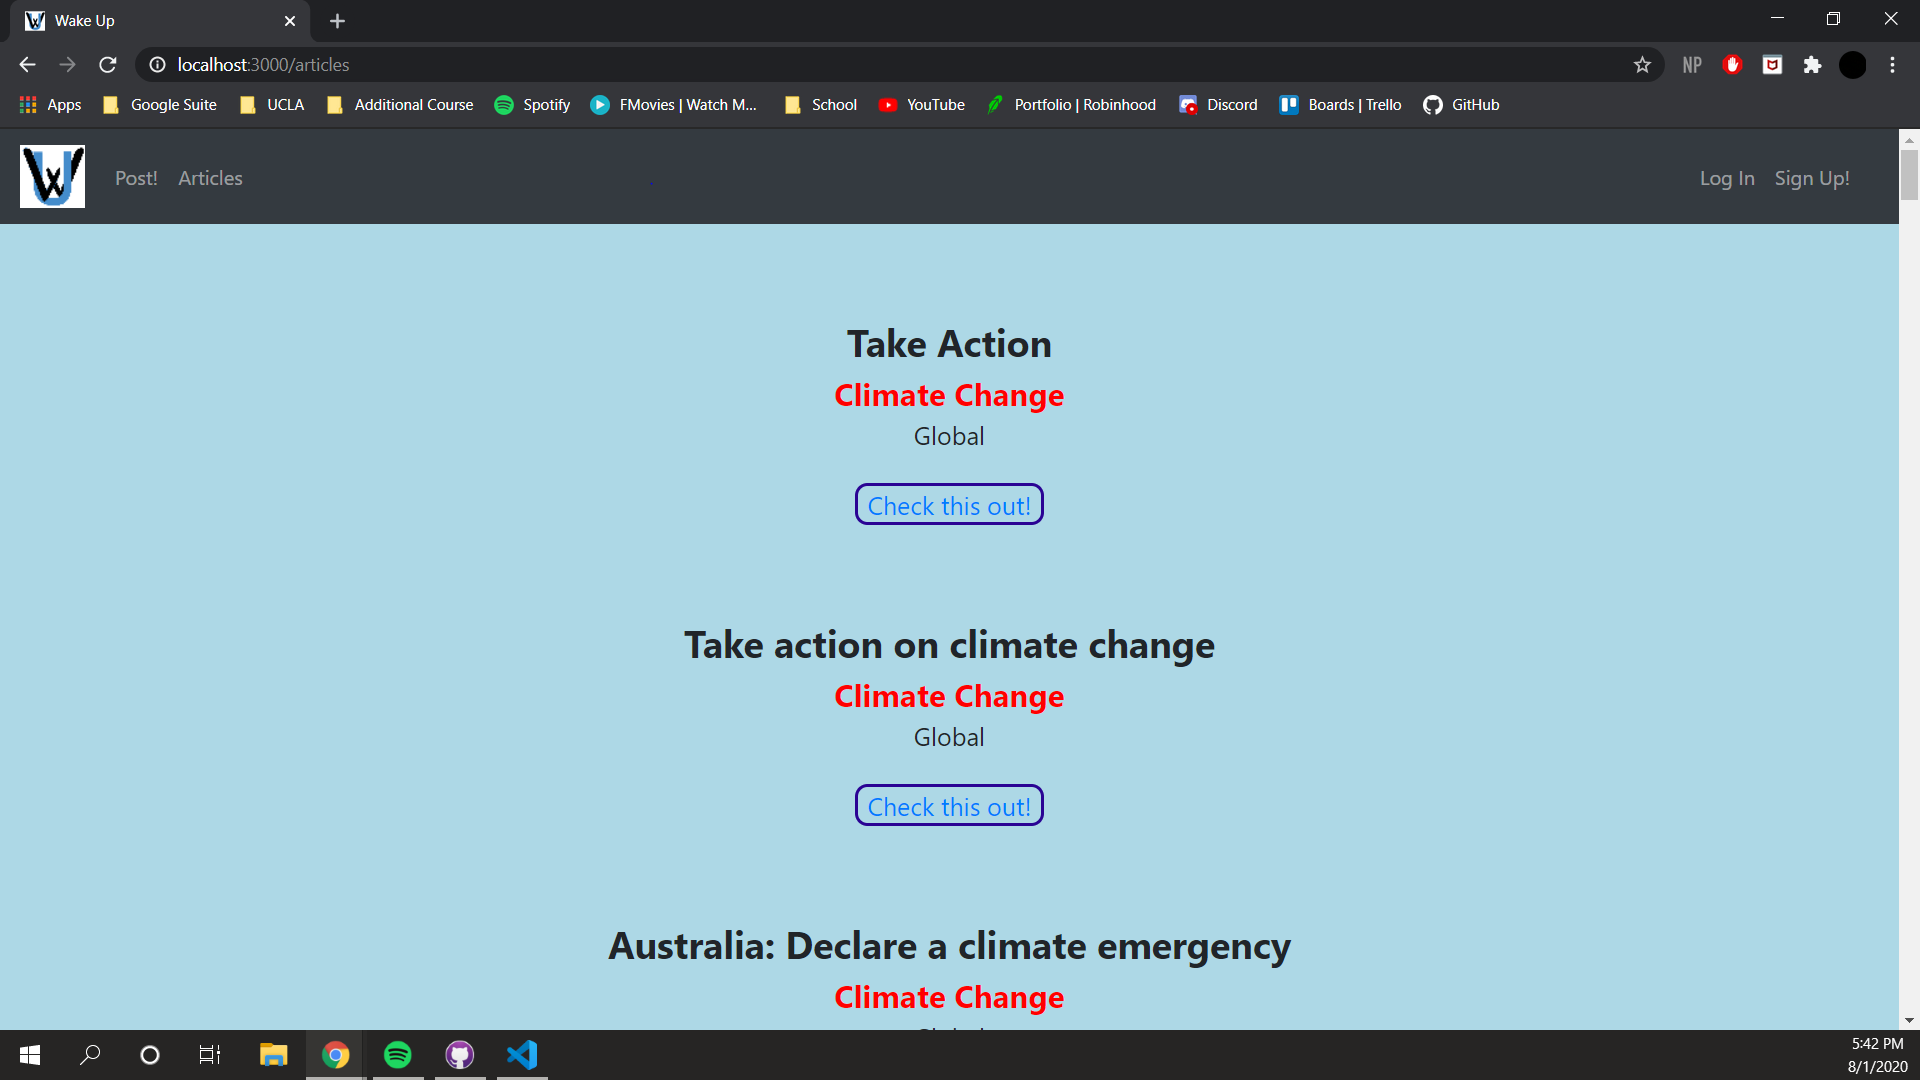 Wake Up
localhost:3000/articles
NP
Apps Google Suite UCLA Additional Course Spotify FMovies | Watch M... School YouTube Portfolio | Robinhood Discord Boards | Trello GitHub
W Post! Articles Log In Sign Up!
Take Action
Climate Change
Global
Check this out!
Take action on climate change
Climate Change
Global
Check this out!
Australia: Declare a climate emergency
Climate Change
5:42 PM
8/1/2020